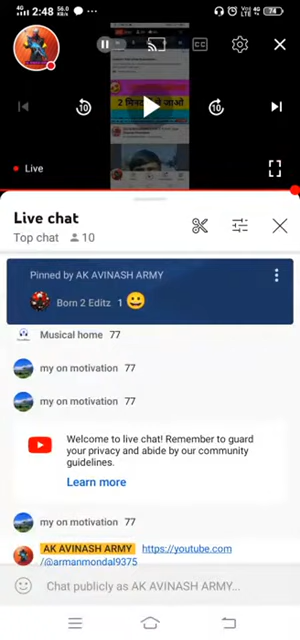 2:48 56.0 KB/S 4G 74
CC
2 मिनट में ले जाओ
10
10
Live
Live chat
Top chat 10
Pinned by AK AVINASH ARMY
Born 2 Editz 1 😀
Musical home 77
my on motivation 77
my on motivation 77
Welcome to live chat! Remember to guard
your privacy and abide by our community
guidelines.
Learn more
my on motivation 77
AK AVINASH ARMY https://youtube.com
/@armanmondal9375
Chat publicly as AK AVINASH ARMY...